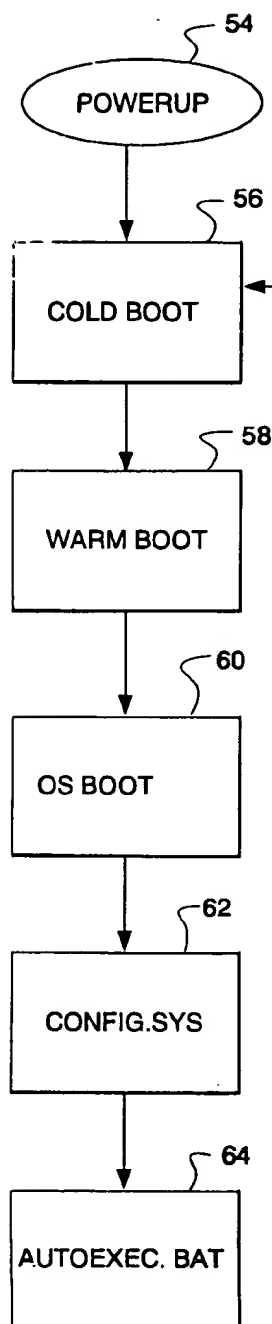 54
POWERUP
56
COLD BOOT
58
WARM BOOT
60
OS BOOT
62
CONFIG.SYS
64
AUTOEXEC. BAT